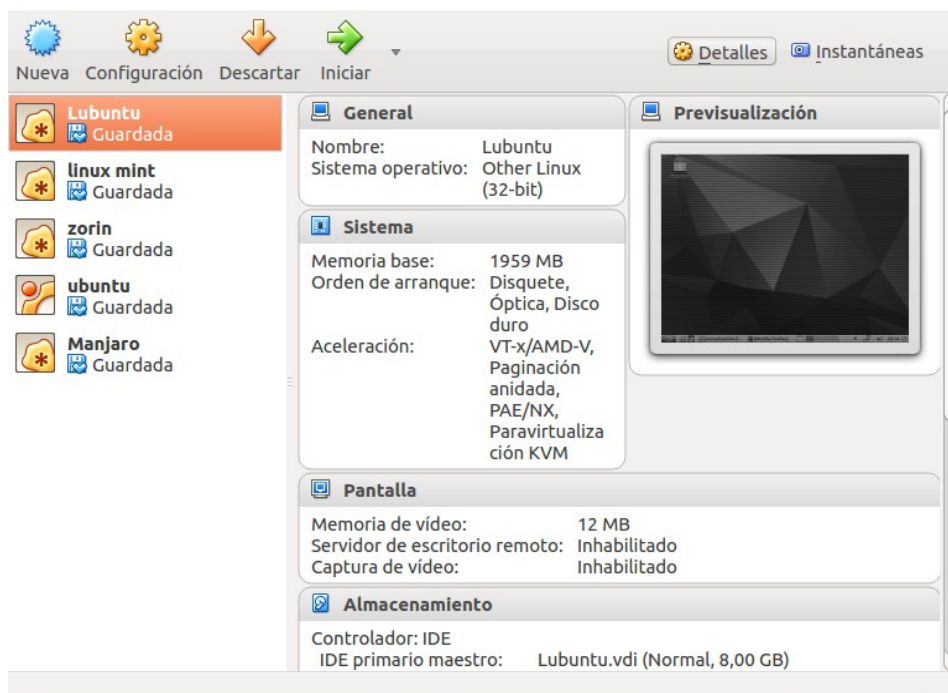 Nueva Configuración Descartar Iniciar
Detalles Instantáneas
Lubuntu
Guardada
linux mint
Guardada
zorin
Guardada
ubuntu
Guardada
Manjaro
Guardada
General
Nombre: Lubuntu
Sistema operativo: Other Linux
(32-bit)
Sistema
Memoria base: 1959 MB
Orden de arranque: Disquete,
Óptica, Disco
duro
Aceleración: VT-x/AMD-V,
Paginación
anidada,
PAE/NX,
Paravirtualiza
ción KVM
Previsualización
Pantalla
Memoria de vídeo: 12 MB
Servidor de escritorio remoto: Inhabilitado
Captura de vídeo: Inhabilitado
Almacenamiento
Controlador: IDE
IDE primario maestro: Lubuntu.vdi (Normal, 8,00 GB)